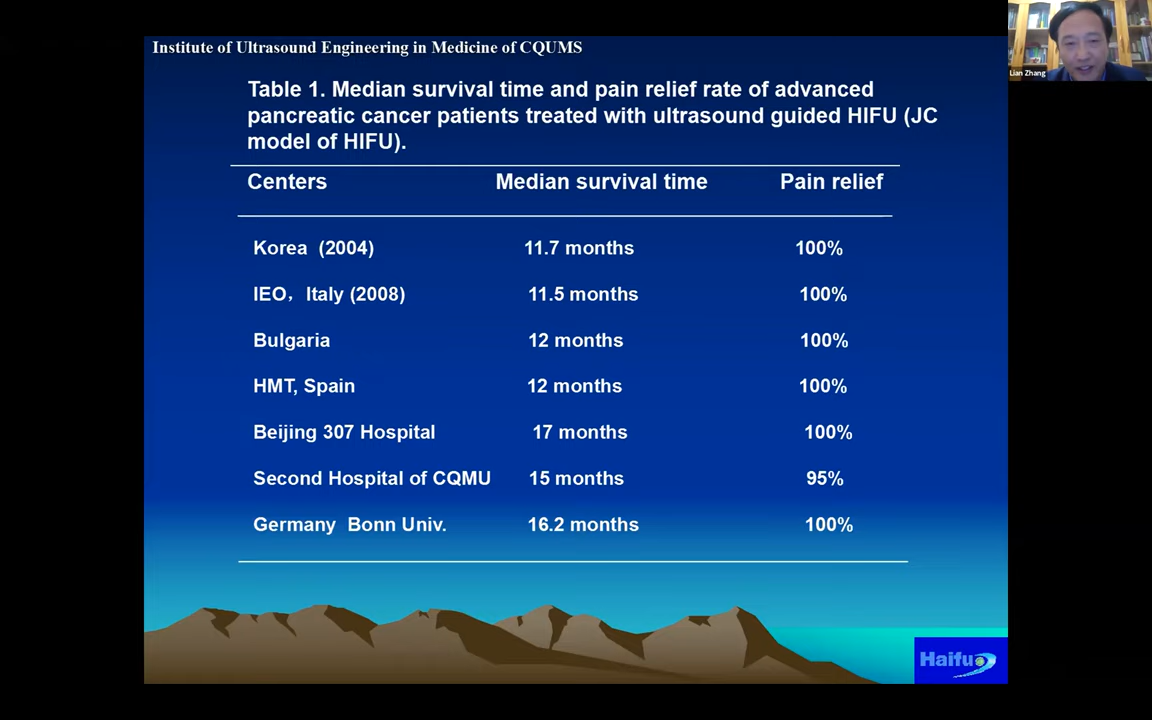 Institute of Ultrasound Engineering in Medicine of CQUMS
Lian Zhang
Table 1. Median survival time and pain relief rate of advanced
pancreatic cancer patients treated with ultrasound guided HIFU (JC
model of HIFU).
Centers Median survival time Pain relief
Korea (2004) 11.7 months 100%
IEO，Italy (2008) 11.5 months 100%
Bulgaria 12 months 100%
HMT, Spain 12 months 100%
Beijing 307 Hospital 17 months 100%
Second Hospital of CQMU 15 months 95%
Germany Bonn Univ. 16.2 months 100%
Haifu